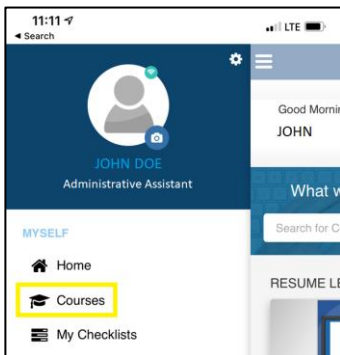 11:11
LTE
Search
Good Mornin
JOHN
JOHN DOE
Administrative Assistant
What w
Search for C
MYSELF
Home
RESUME LE
Courses
My Checklists